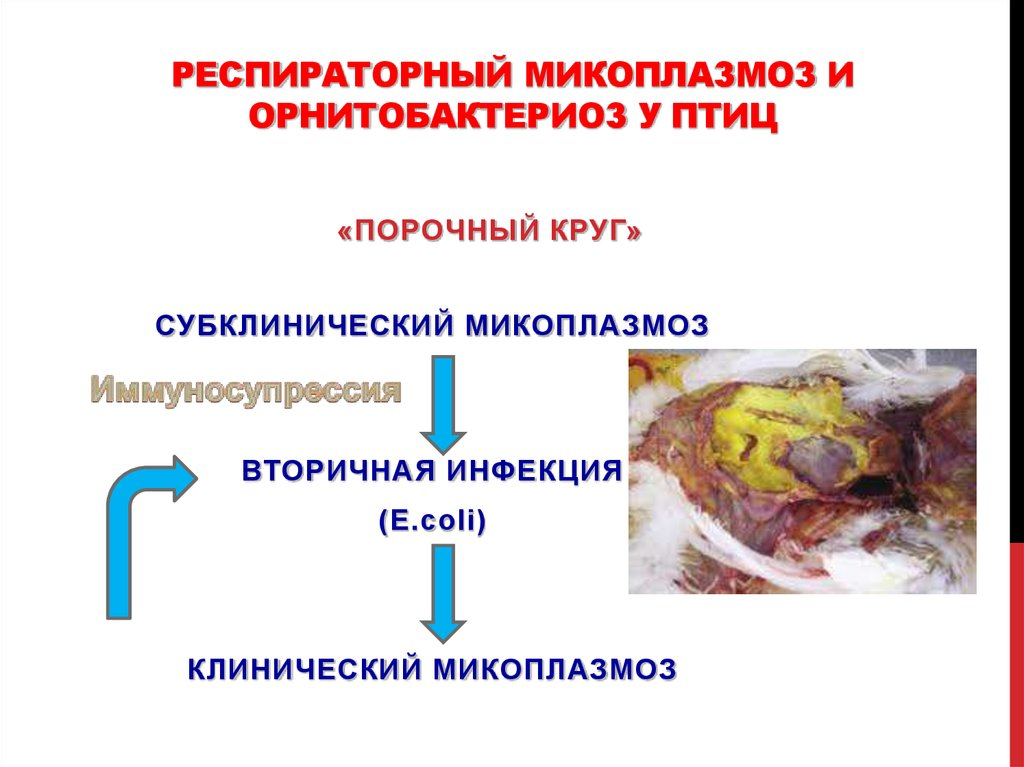 РЕСПИРАТОРНЫЙ МИКОПЛАЗМОЗ И
ОРНИТОБАКТЕРИОЗ У ПТИЦ
«ПОРОЧНЫЙ КРУГ»
СУБКЛИНИЧЕСКИЙ МИКОПЛАЗМОЗ
Иммуносупрессия
ВТОРИЧНАЯ ИНФЕКЦИЯ
(E.coli)
КЛИНИЧЕСКИЙ МИКОПЛАЗМОЗ